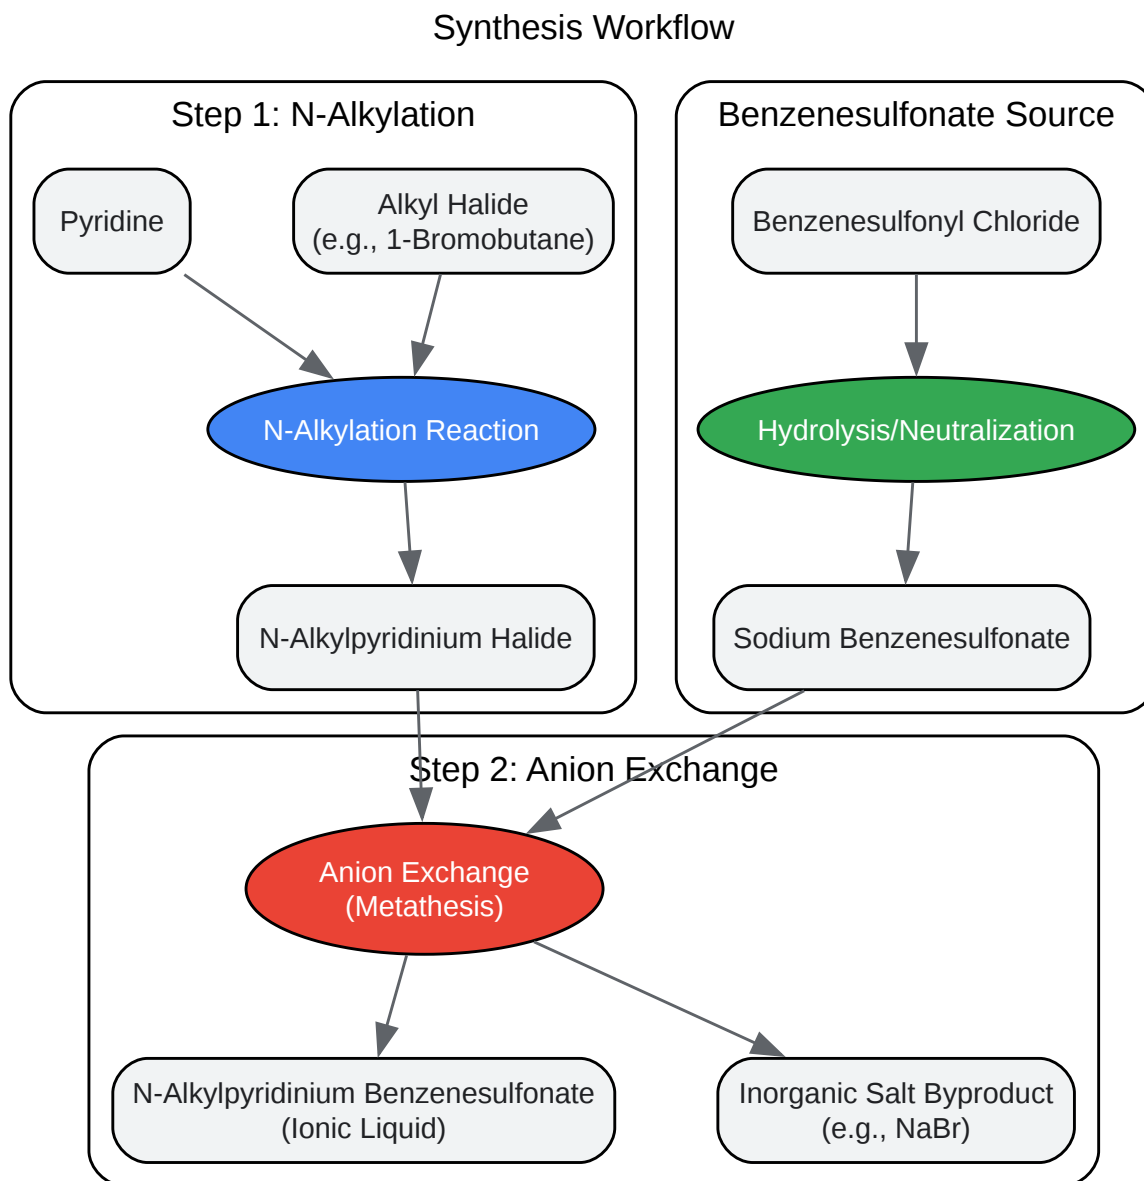 Synthesis Workflow
Step 1: N-Alkylation
Pyridine
Alkyl Halide
(e.g., 1-Bromobutane)
N-Alkylation Reaction
N-Alkylpyridinium Halide
Benzenesulfonate Source
Benzenesulfonyl Chloride
Hydrolysis/Neutralization
Sodium Benzenesulfonate
Step 2: Anion Exchange
Anion Exchange
(Metathesis)
N-Alkylpyridinium Benzenesulfonate
(Ionic Liquid)
Inorganic Salt Byproduct
(e.g., NaBr)